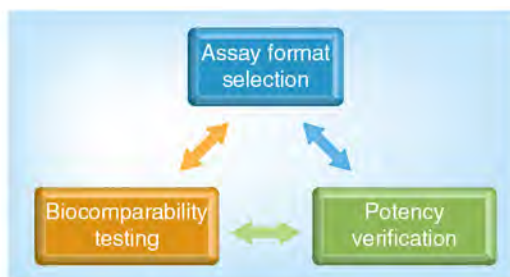 Assay format
selection
Biocomparability
testing
Potency
verification